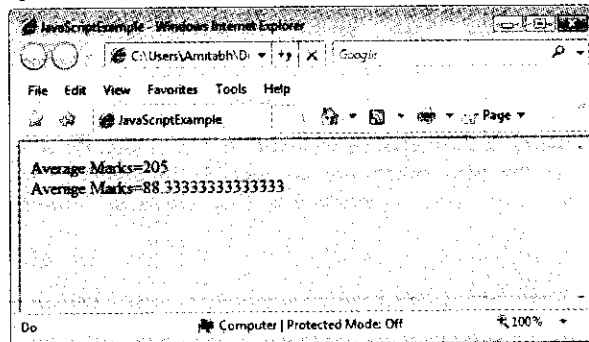 JavaScriptExample - Windows Internet Explorer
C:\Users\Amitabh\D
Google
File Edit View Favorites Tools Help
JavaScriptExample
Page
Average Marks=205
Average Marks=88.33333333333333
Do
Computer | Protected Mode: Off
100%